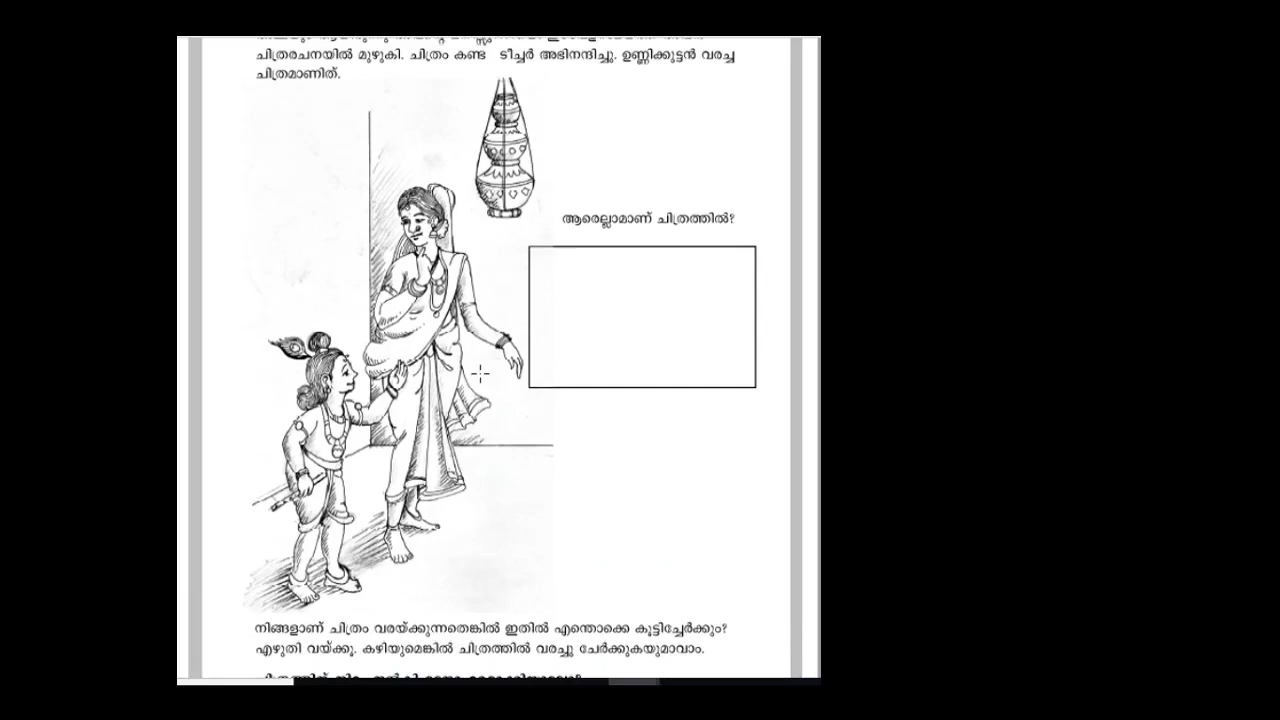 ചിത്രരചനയിൽ മുഴുകി. ചിത്രം കണ്ട ടീച്ചർ അഭിനന്ദിച്ചു. ഉണ്ണിക്കുട്ടൻ വരച്ച
ചിത്രമാണിത്.
ആരെല്ലാമാണ് ചിത്രത്തിൽ?
നിങ്ങളാണ് ചിത്രം വരയ്ക്കുന്നതെങ്കിൽ ഇതിൽ എന്തൊക്കെ കൂട്ടിച്ചേർക്കും?
എഴുതി വയ്ക്കൂ. കഴിയുമെങ്കിൽ ചിത്രത്തിൽ വരച്ചു ചേർക്കുകയുമാവാം.